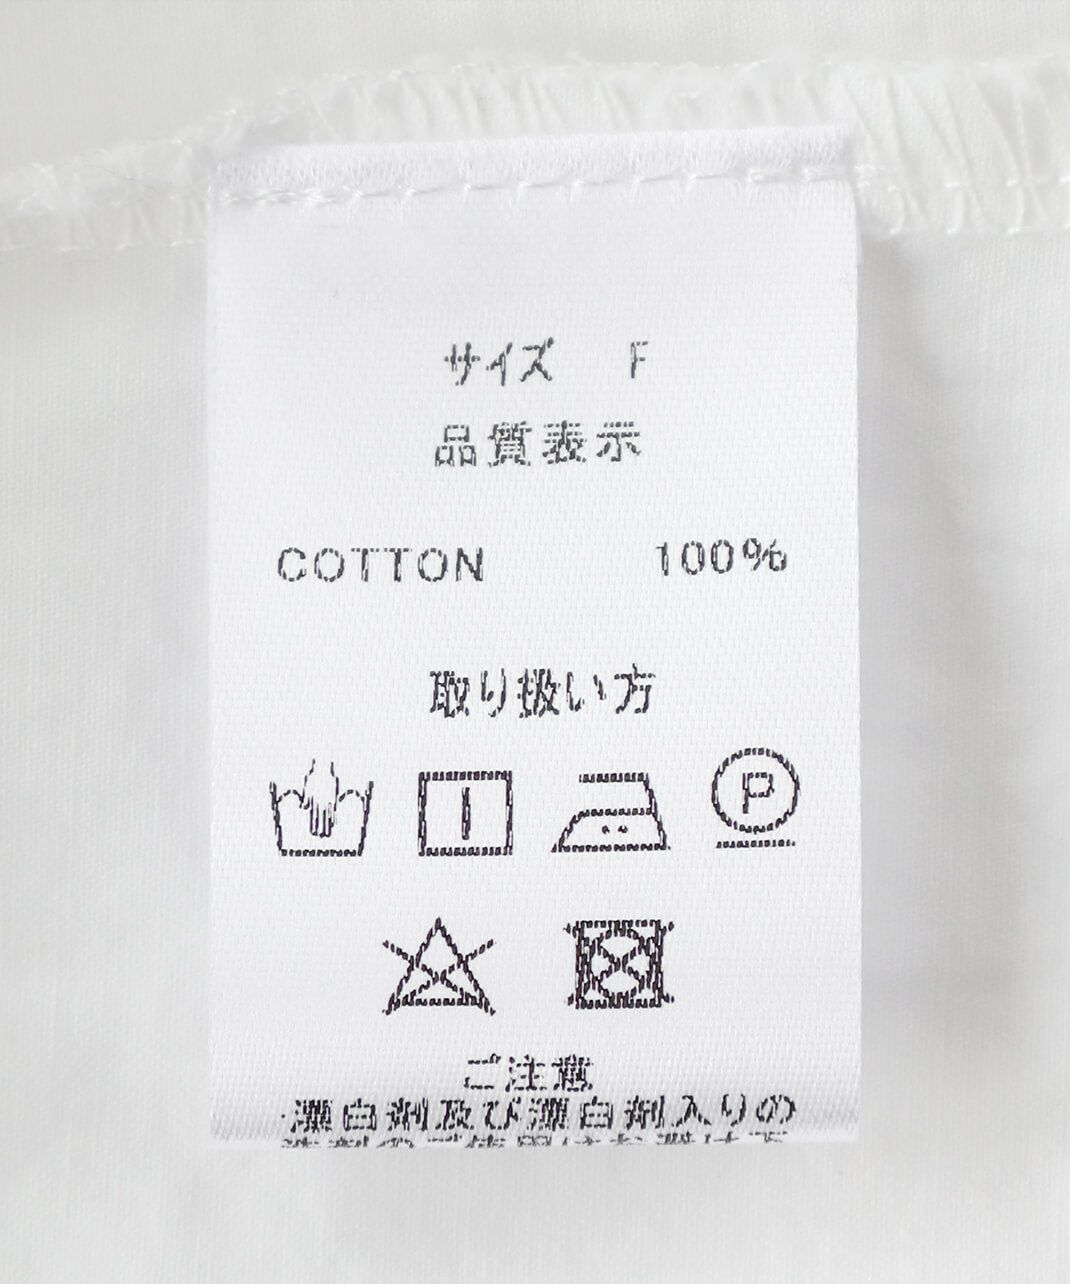 サイズ F
品質表示
COTTON 100%
取り扱い方
P
ご注意
漂白剤及び漂白剤入りの